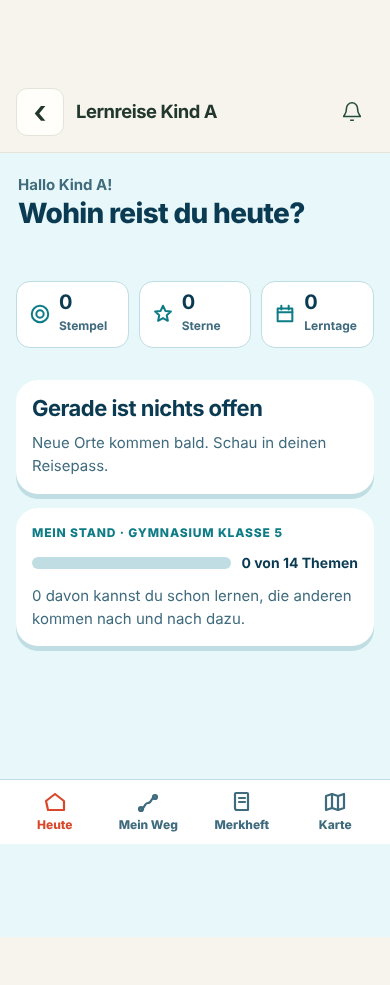 Lernreise Kind A
Hallo Kind A!
Wohin reist du heute?
0
Stempel
0
Sterne
0
Lerntage
Gerade ist nichts offen
Neue Orte kommen bald. Schau in deinen
Reisepass.
MEIN STAND · GYMNASIUM KLASSE 5
0 von 14 Themen
0 davon kannst du schon lernen, die anderen
kommen nach und nach dazu.
Heute
Mein Weg
Merkheft
Karte